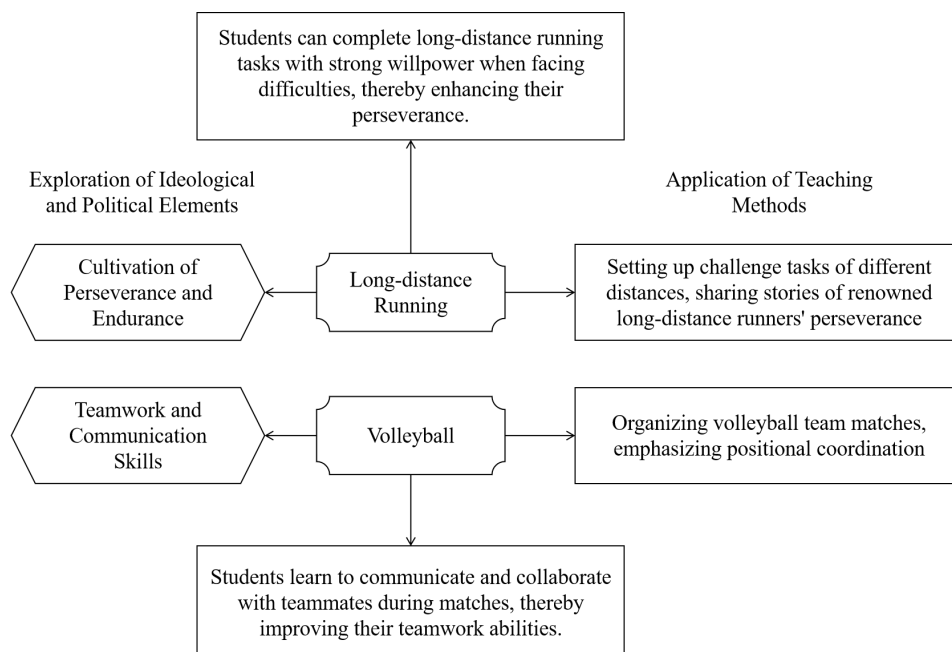 Students can complete long-distance running
tasks with strong willpower when facing
difficulties, thereby enhancing their
perseverance.
Exploration of Ideological
and Political Elements
Application of Teaching
Methods
Cultivation of
Perseverance and
Endurance
Long-distance
Running
Setting up challenge tasks of different
distances, sharing stories of renowned
long-distance runners' perseverance
Teamwork and
Communication
Skills
Volleyball
Organizing volleyball team matches,
emphasizing positional coordination
Students learn to communicate and collaborate
with teammates during matches, thereby
improving their teamwork abilities.